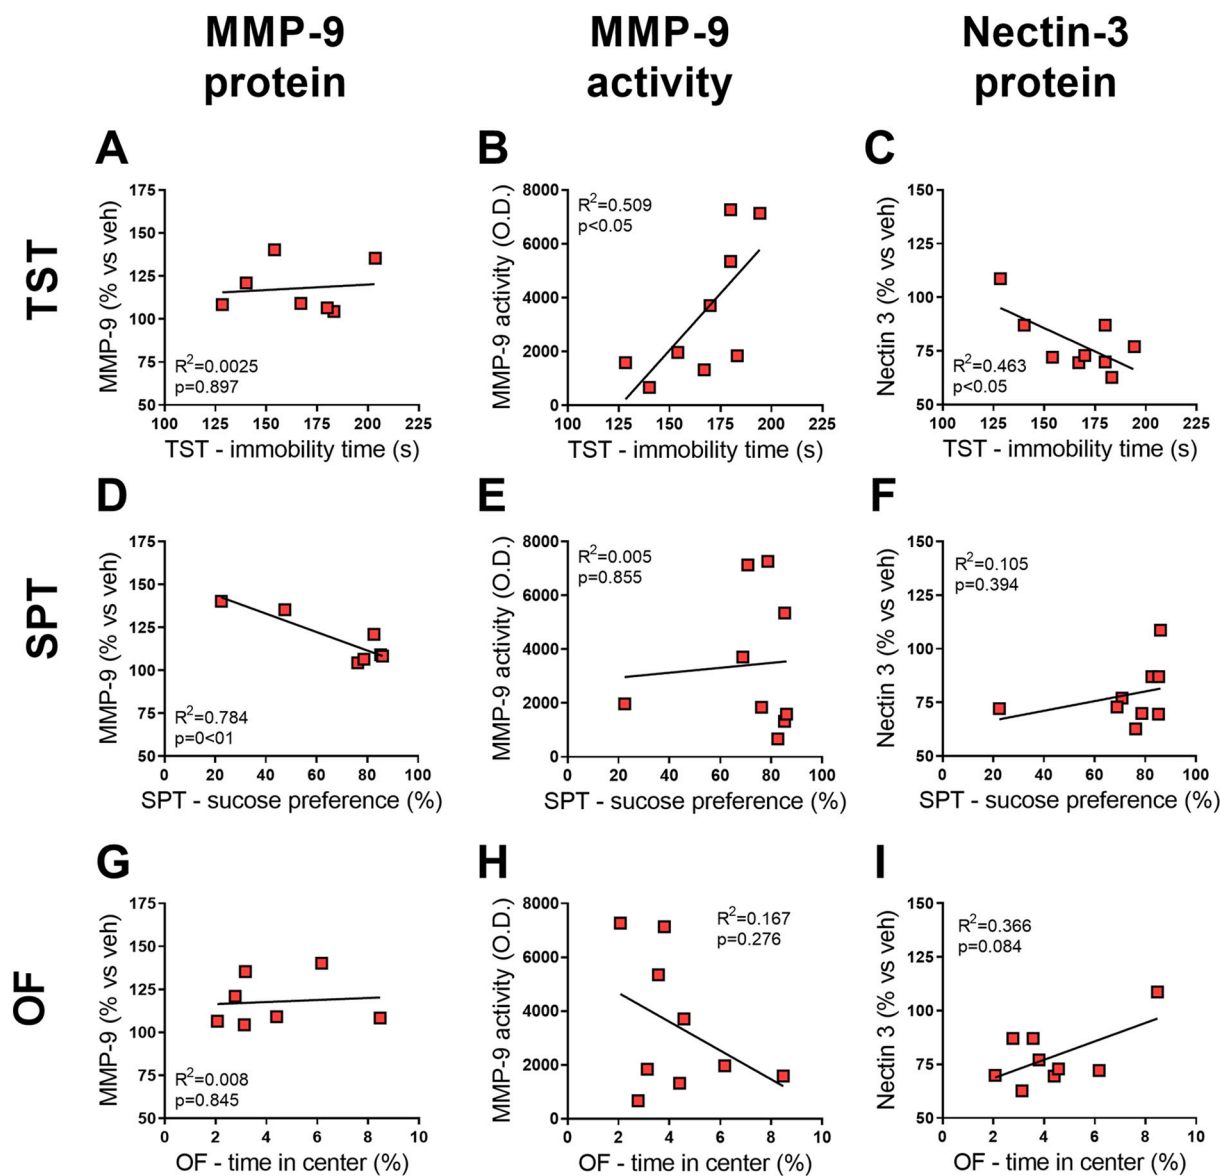 MMP-9
protein
MMP-9
activity
Nectin-3
protein
TST
A
MMP-9 (% vs veh)
175
150
125
100
75
50
R²=0.0025
p=0.897
100 125 150 175 200 225
TST - immobility time (s)
B
MMP-9 activity (O.D.)
8000
6000
4000
2000
0
R²=0.509
p<0.05
100 125 150 175 200 225
TST - immobility time (s)
C
Nectin 3 (% vs veh)
150
125
100
75
50
R²=0.463
p<0.05
100 125 150 175 200 225
TST - immobility time (s)
SPT
D
MMP-9 (% vs veh)
175
150
125
100
75
50
R²=0.784
p=0<01
0 20 40 60 80 100
SPT - sucose preference (%)
E
MMP-9 activity (O.D.)
8000
6000
4000
2000
0
R²=0.005
p=0.855
0 20 40 60 80 100
SPT - sucose preference (%)
F
Nectin 3 (% vs veh)
150
125
100
75
50
R²=0.105
p=0.394
0 20 40 60 80 100
SPT - sucose preference (%)
OF
G
MMP-9 (% vs veh)
175
150
125
100
75
50
R²=0.008
p=0.845
0 2 4 6 8 10
OF - time in center (%)
H
MMP-9 activity (O.D.)
8000
6000
4000
2000
0
R²=0.167
p=0.276
0 2 4 6 8 10
OF - time in center (%)
I
Nectin 3 (% vs veh)
150
125
100
75
50
R²=0.366
p=0.084
0 2 4 6 8 10
OF - time in center (%)